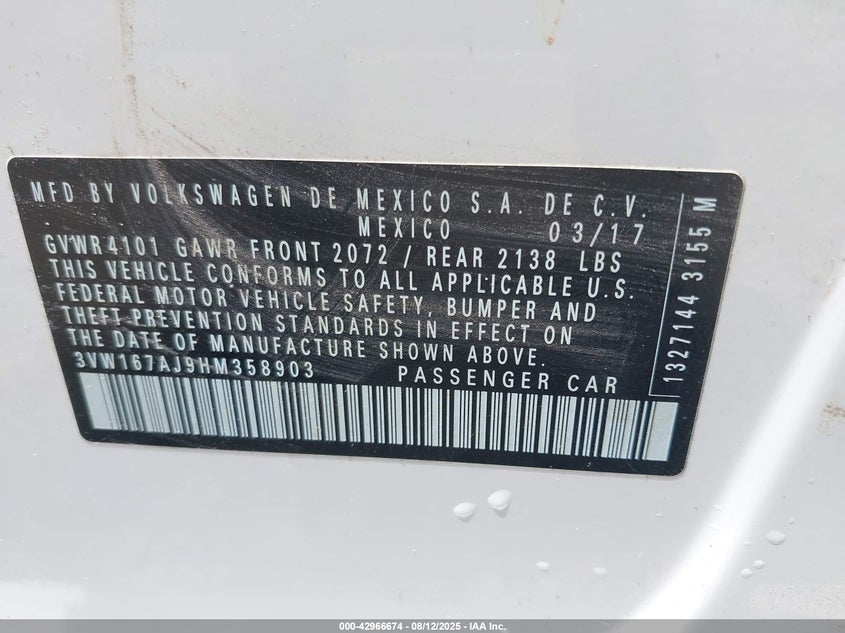 MFD BY VOLKSWAGEN DE MEXICO S.A. DE C.V.
MEXICO 03/17
GVWR4101 GAWR FRONT 2072 / REAR 2138 LBS
THIS VEHICLE CONFORMS TO ALL APPLICABLE U.S.
FEDERAL MOTOR VEHICLE SAFETY, BUMPER AND
THEFT PREVENTION STANDARDS IN EFFECT ON
THE DATE OF MANUFACTURE SHOWN ABOVE.
3VW167AJ9HM358903 PASSENGER CAR
1327144 3155 M
000-42966674 - 08/12/2025 - IAA Inc.